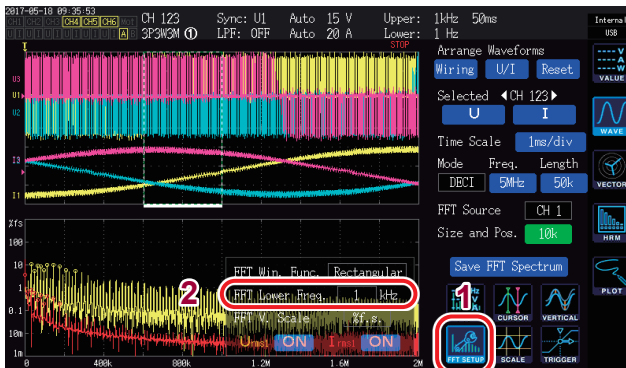 2017-05-18 09:35:53
CH1 CH2 CH3 CH4 CH5 CH6 Mot
CH 123 Sync: U1 Auto 15 V Upper: 1kHz 50ms
3P3W3M ① LPF: OFF Auto 20 A Lower: 1 Hz
Internal
USB
STOP
U3
U1
U2
I3
I1
%fs
100
10
1
0.1
10m
1m
0 400k 800k 1.2M 1.6M 2M
FFT Win. Func. Rectangular
2
FFT Lower Freq. 1 kHz
FFT V. Scale %f.s.
Urms ON Irms ON
Arrange Waveforms
Wiring U/I Reset
Selected CH 123
U I
Time Scale 1ms/div
Mode Freq. Length
DECI 5MHz 50k
FFT Source CH 1
Size and Pos. 10k
Save FFT Spectrum
1
CURSOR VERTICAL
FFT SETUP SCALE TRIGGER
V
A
W
VALUE
WAVE
VECTOR
HRM
PLOT